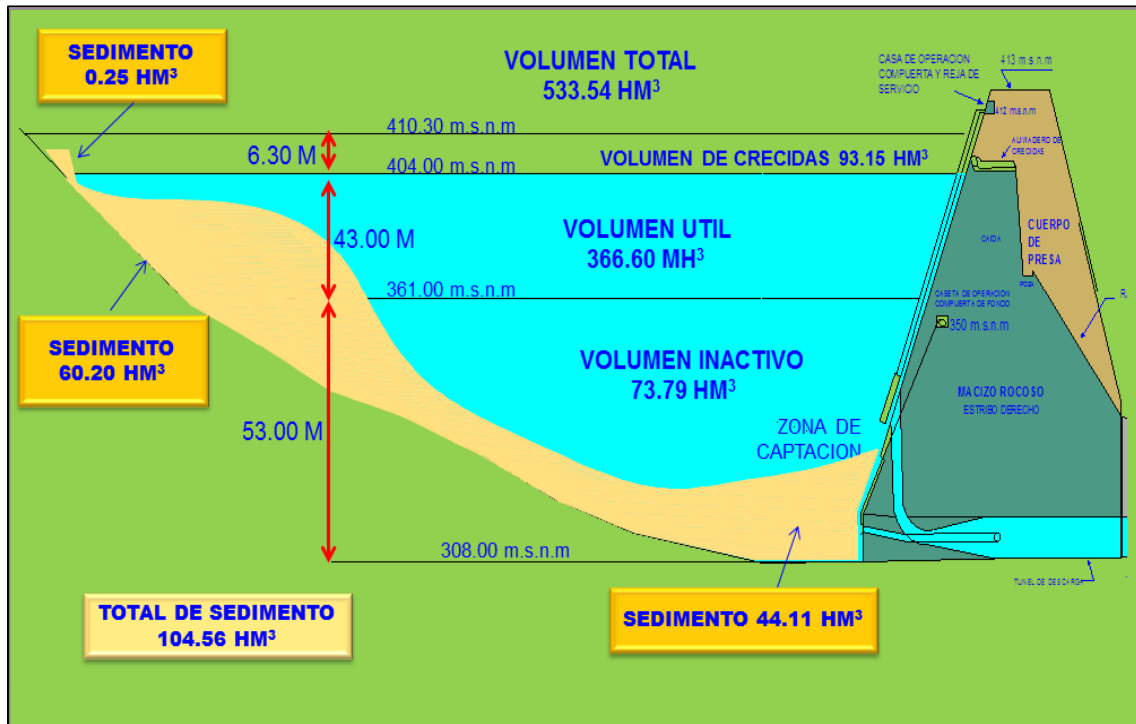 SEDIMENTO
0.25 HM³
VOLUMEN TOTAL
533.54 HM³
CASA DE OPERACION
COMPUERTA Y REJA DE
SERVICIO
413 m.s.n.m
412 m.s.n.m
410.30 m.s.n.m
6.30 M
VOLUMEN DE CRECIDAS 93.15 HM³
ALIVIADERO DE
CRECIDAS
404.00 m.s.n.m
43.00 M
VOLUMEN UTIL
366.60 MH³
CUERPO
DE
PRESA
CAIDA
POZA
361.00 m.s.n.m
CASETA DE OPERACION
COMPUERTA DE FONDO
350 m.s.n.m
R
SEDIMENTO
60.20 HM³
VOLUMEN INACTIVO
73.79 HM³
MACIZO ROCOSO
ESTRIBO DERECHO
53.00 M
ZONA DE
CAPTACION
308.00 m.s.n.m
TUNEL DE DESCARGA
TOTAL DE SEDIMENTO
104.56 HM³
SEDIMENTO 44.11 HM³